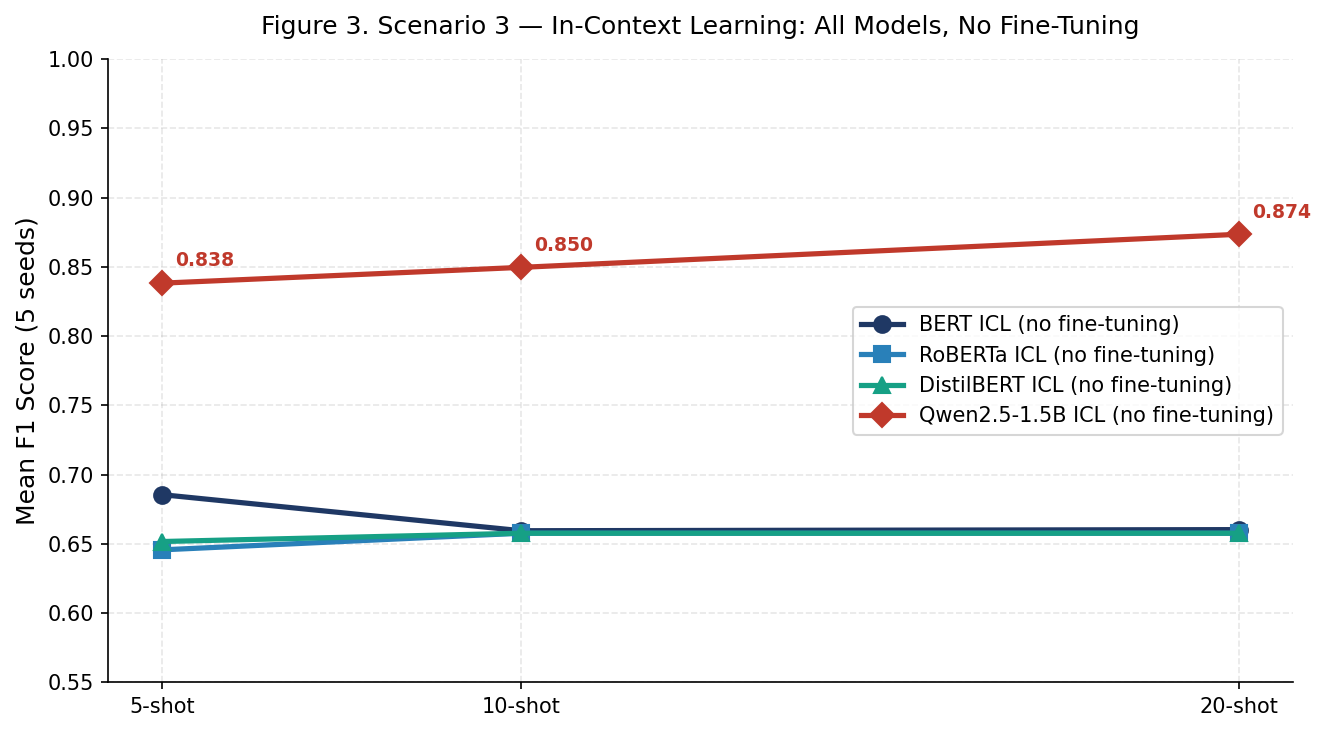 Figure 3. Scenario 3 — In-Context Learning: All Models, No Fine-Tuning
Mean F1 Score (5 seeds)
1.00
0.95
0.90
0.85
0.80
0.75
0.70
0.65
0.60
0.55
0.838
0.850
0.874
BERT ICL (no fine-tuning)
RoBERTa ICL (no fine-tuning)
DistilBERT ICL (no fine-tuning)
Qwen2.5-1.5B ICL (no fine-tuning)
5-shot
10-shot
20-shot